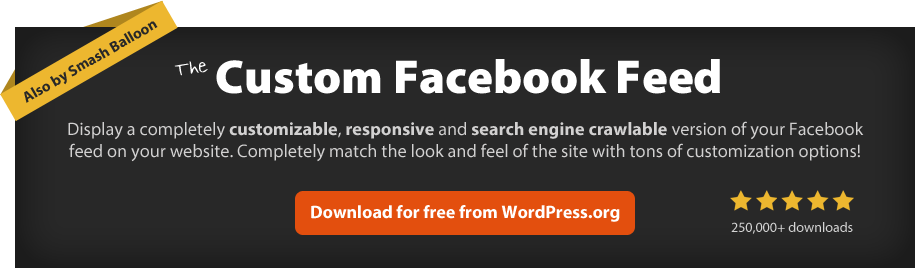 Also by Smash Balloon
The Custom Facebook Feed
Display a completely customizable, responsive and search engine crawlable version of your Facebook
feed on your website. Completely match the look and feel of the site with tons of customization options!
Download for free from WordPress.org
250,000+ downloads